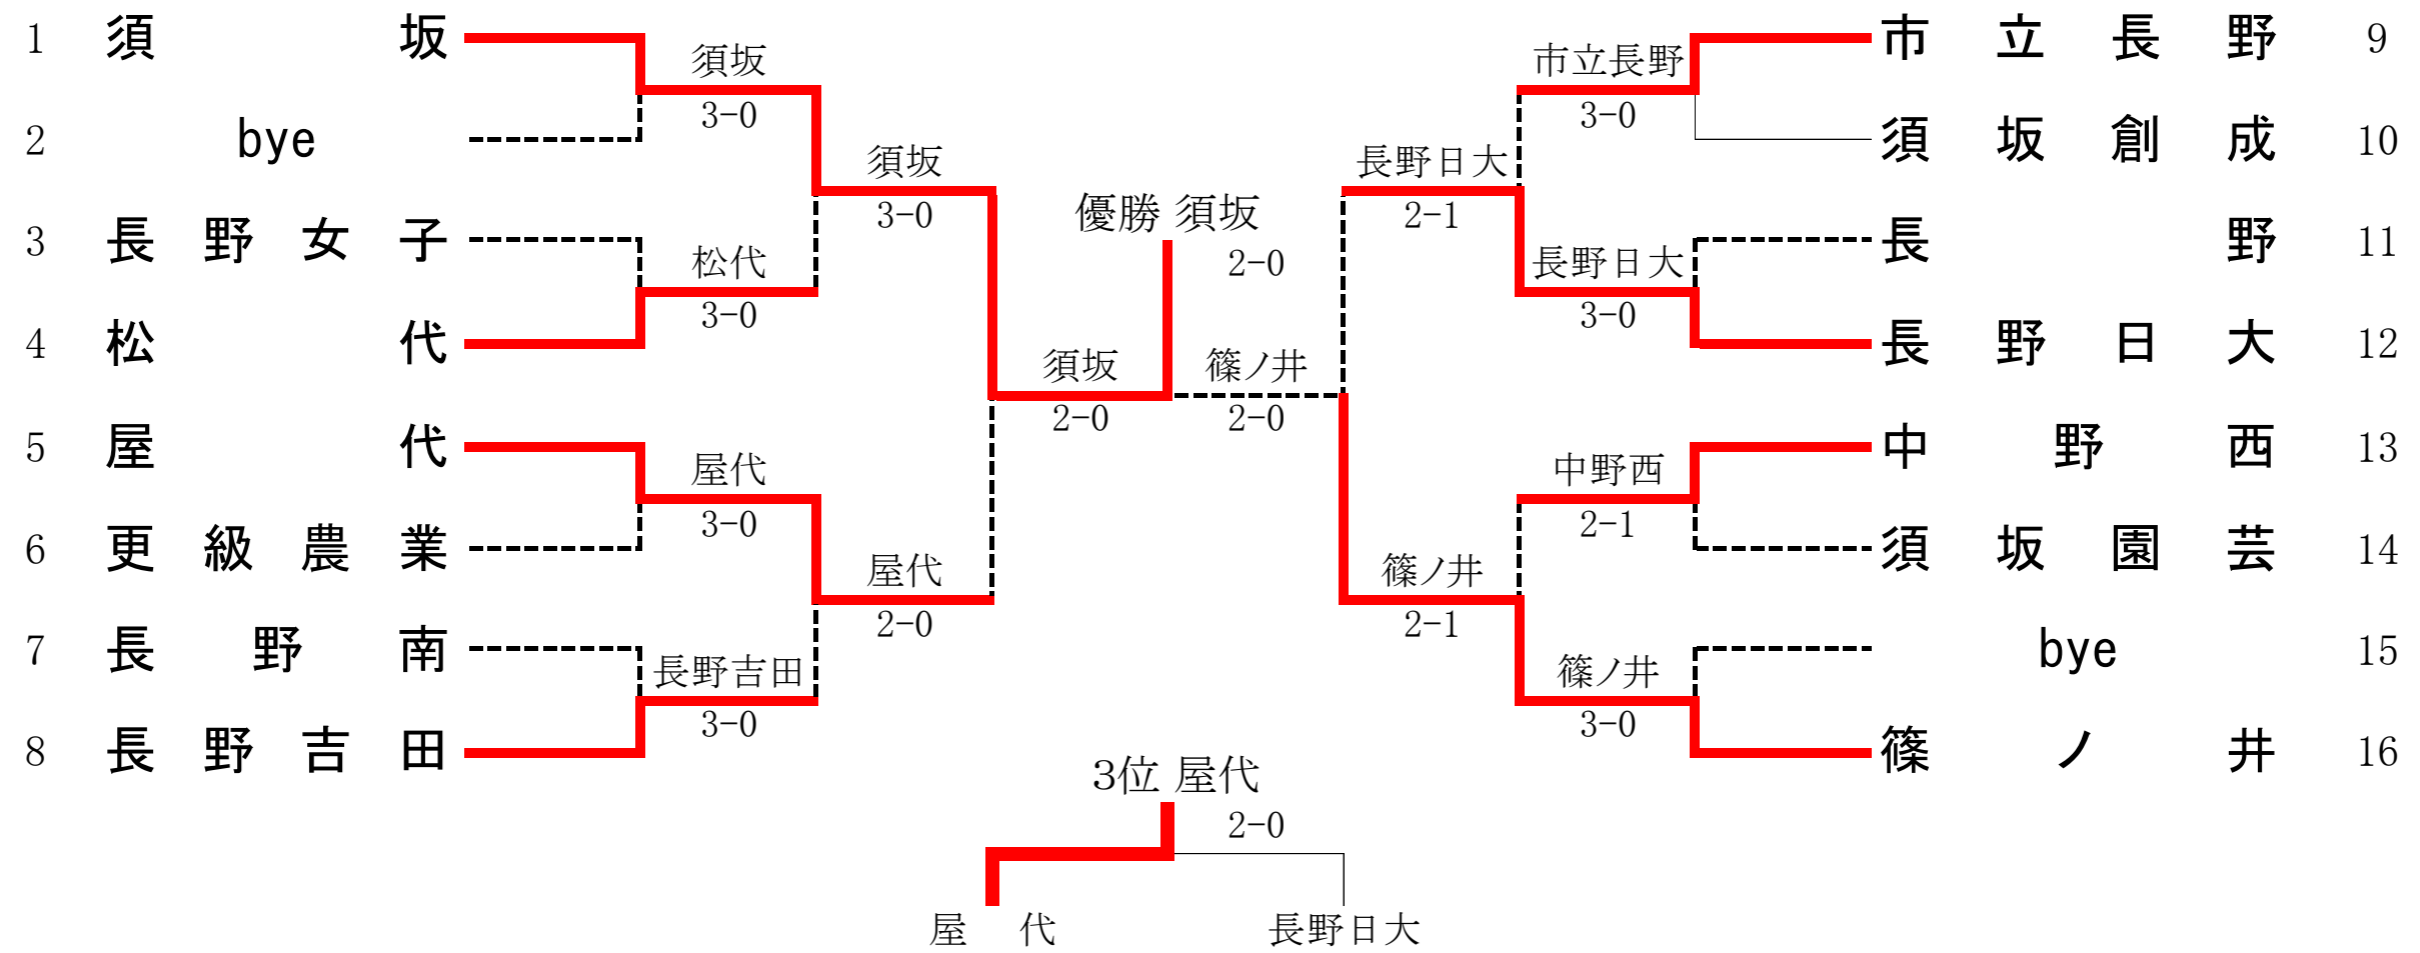 1 須坂 須坂 市立長野 市立長野 9
3-0 3-0
2 bye 須坂 長野日大 須坂創成 10
3-0 優勝 須坂 2-1
3 長野女子 長野 11
松代 2-0 長野日大
3-0 3-0
4 松代 須坂 篠ノ井 長野日大 12
2-0 2-0
5 屋代 屋代 中野西 中野西 13
3-0 2-1
6 更級農業 屋代 篠ノ井 須坂園芸 14
2-0 2-1
7 長野南 長野吉田 篠ノ井 bye 15
3-0 3-0
8 長野吉田 篠ノ井 16
3位 屋代
2-0
屋代 長野日大